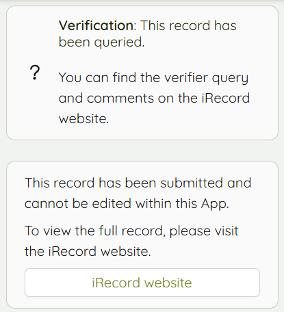 Verification: This record has
been queried.
?
You can find the verifier query
and comments on the iRecord
website.
This record has been submitted and
cannot be edited within this App.
To view the full record, please visit
the iRecord website.
iRecord website